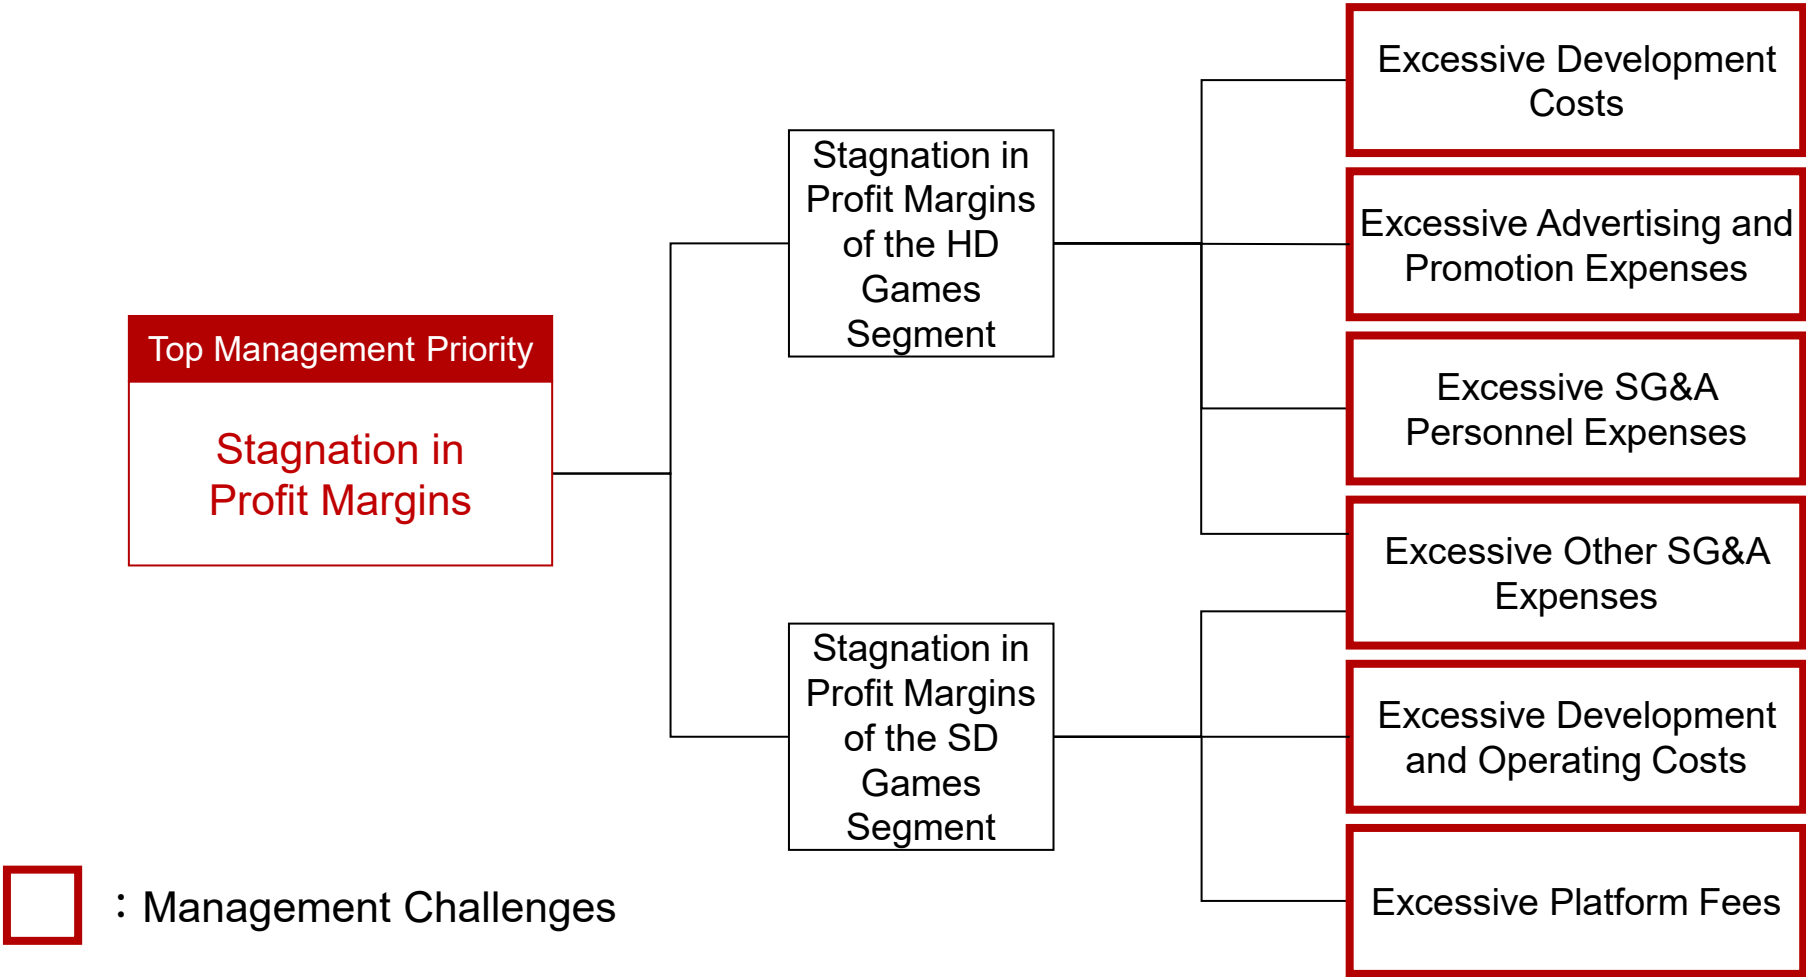 Top Management Priority
Stagnation in
Profit Margins
Stagnation in
Profit Margins
of the HD
Games
Segment
Stagnation in
Profit Margins
of the SD
Games
Segment
Excessive Development
Costs
Excessive Advertising and
Promotion Expenses
Excessive SG&A
Personnel Expenses
Excessive Other SG&A
Expenses
Excessive Development
and Operating Costs
Excessive Platform Fees
：Management Challenges